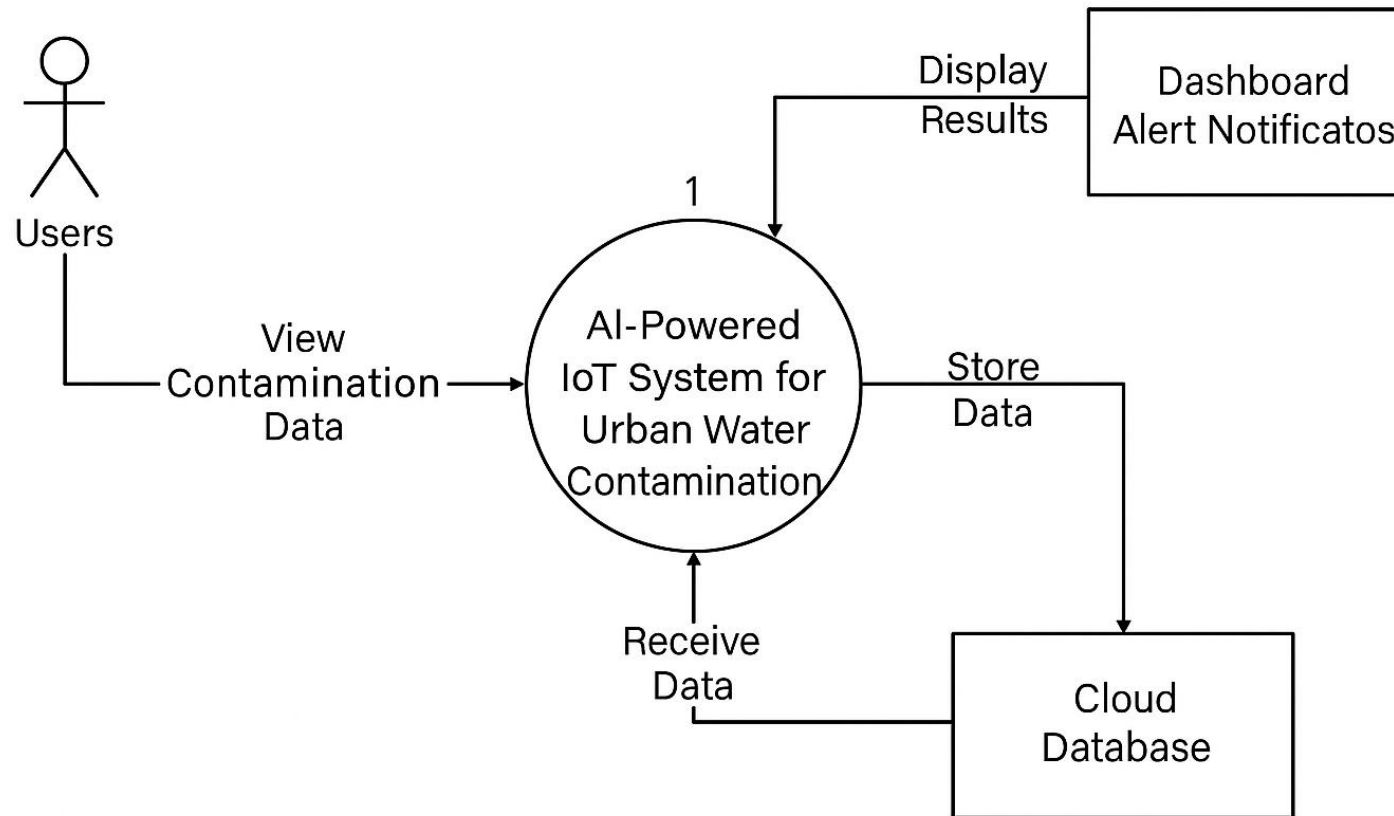 Users
Display
Results
Dashboard
Alert Notificatos
1
View
Contamination
Data
AI-Powered
IoT System for
Urban Water
Contamination
Store
Data
Receive
Data
Cloud
Database